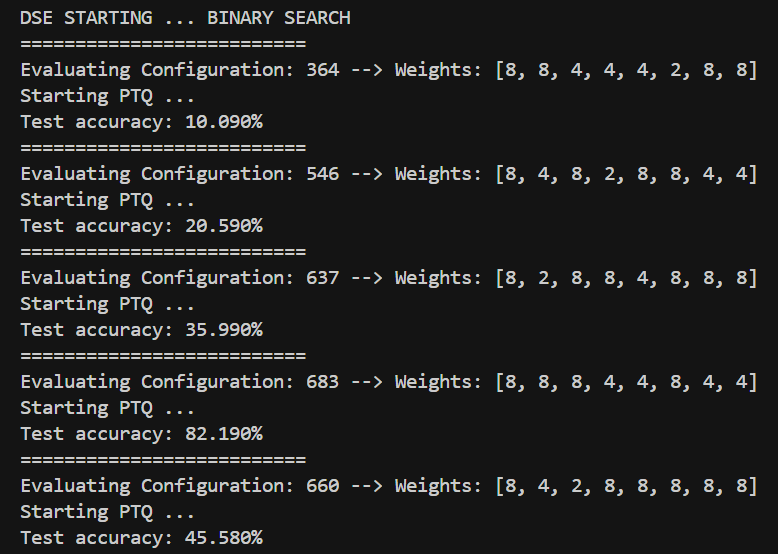 DSE STARTING ... BINARY SEARCH
==========================
Evaluating Configuration: 364 --> Weights: [8, 8, 4, 4, 4, 2, 8, 8]
Starting PTQ ...
Test accuracy: 10.090%
==========================
Evaluating Configuration: 546 --> Weights: [8, 4, 8, 2, 8, 8, 4, 4]
Starting PTQ ...
Test accuracy: 20.590%
==========================
Evaluating Configuration: 637 --> Weights: [8, 2, 8, 8, 4, 8, 8, 8]
Starting PTQ ...
Test accuracy: 35.990%
==========================
Evaluating Configuration: 683 --> Weights: [8, 8, 8, 4, 4, 8, 4, 4]
Starting PTQ ...
Test accuracy: 82.190%
==========================
Evaluating Configuration: 660 --> Weights: [8, 4, 2, 8, 8, 8, 8, 8]
Starting PTQ ...
Test accuracy: 45.580%